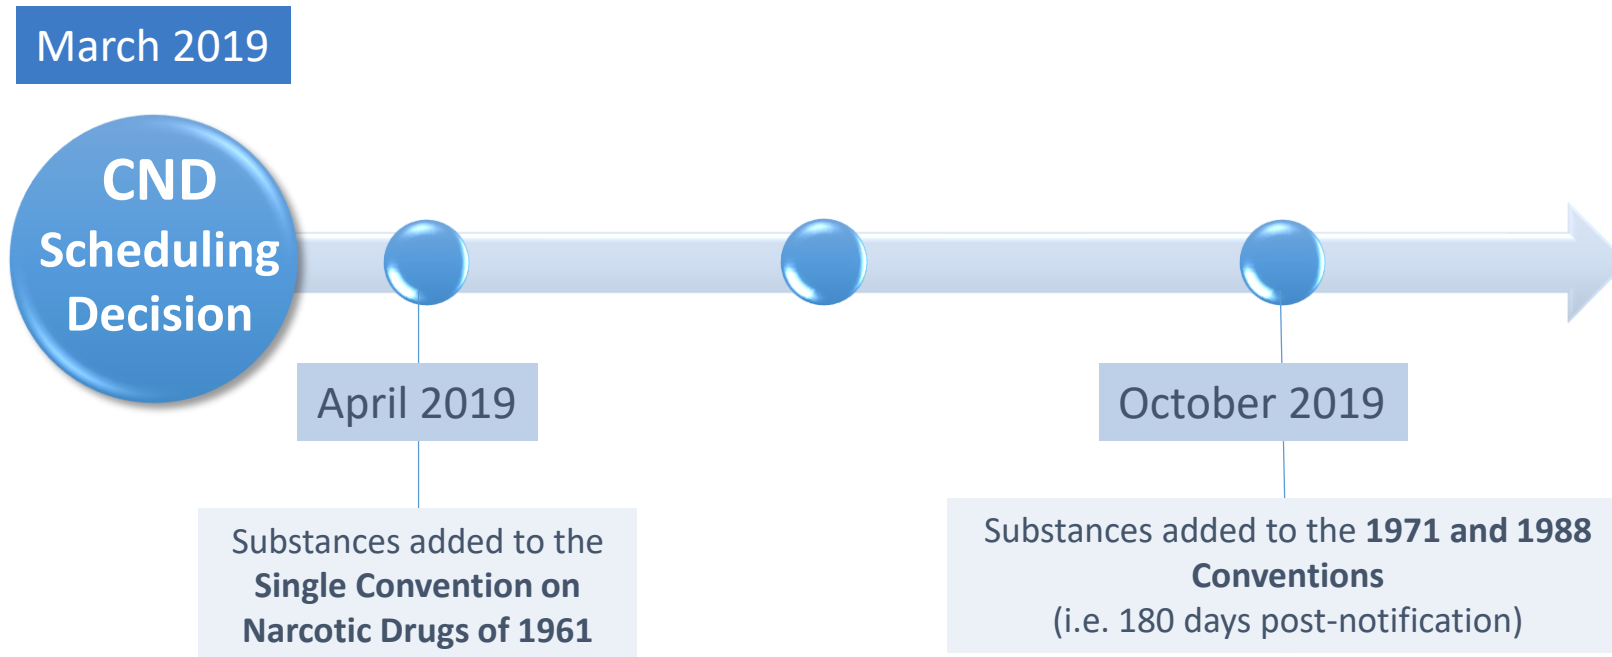 March 2019
CND
Scheduling
Decision
April 2019
October 2019
Substances added to the
Single Convention on
Narcotic Drugs of 1961
Substances added to the 1971 and 1988
Conventions
(i.e. 180 days post-notification)